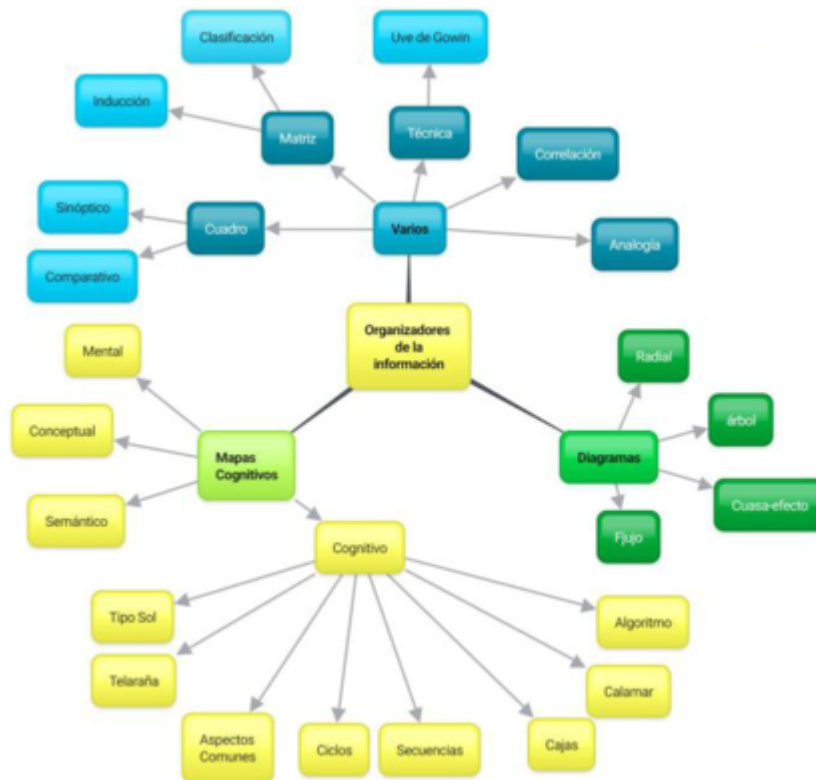 Clasificación
Uve de Gowin
Inducción
Matriz
Técnica
Correlación
Sinóptico
Cuadro
Varios
Analogía
Comparativo
Organizadores
de la
información
Mental
Radial
Conceptual
árbol
Mapas
Cognitivos
Diagramas
Cuasa-efecto
Semántico
Fjujo
Cognitivo
Tipo Sol
Algoritmo
Telaraña
Calamar
Aspectos
Comunes
Ciclos
Secuencias
Cajas